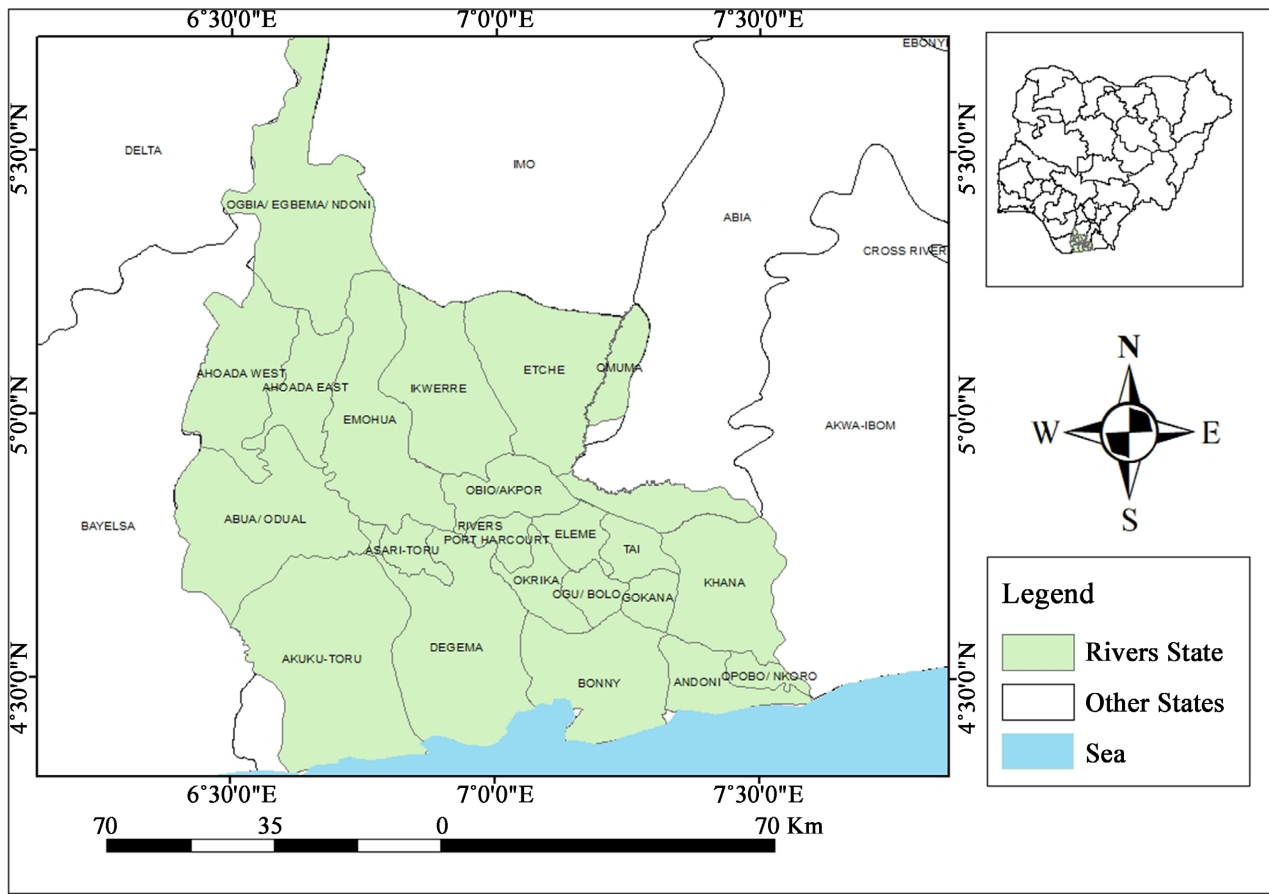 6°30'0"E 7°0'0"E 7°30'0"E
EBONYI
5°30'0"N
5°30'0"N
DELTA
IMO
OGBIA/ EGBEMA/ NDONI
ABIA
CROSS RIVER
AHOADA WEST
AHOADA EAST
ETCHE
OMUMA
IKWERRE
EMOHUA
5°0'0"N
5°0'0"N
AKWA-IBOM
OBIO/AKPOR
BAYELSA
ABUA/ ODUAL
RIVERS
PORT HARCOURT
ELEME
ASARI-TORU
TAI
OKRIKA
KHANA
OGU/ BOLO
GOKANA
DEGEMA
AKUKU-TORU
BONNY
ANDONI
OPOBO/ NKORO
4°30'0"N
4°30'0"N
6°30'0"E 7°0'0"E 7°30'0"E
70 35 0 70 Km
N
W E
S
Legend
Rivers State
Other States
Sea